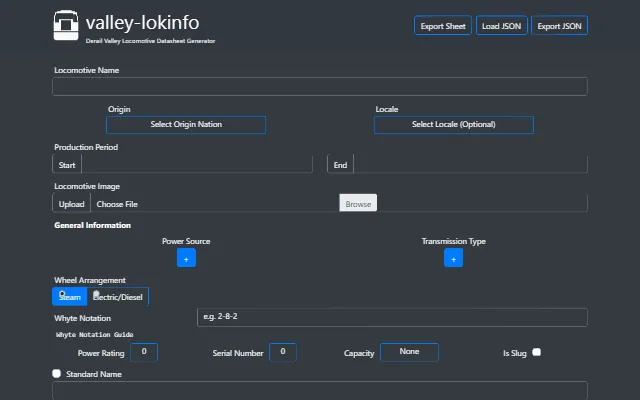 valley-lokinfo
Derail Valley Locomotive Datasheet Generator
Export Sheet Load JSON Export JSON
Locomotive Name
Origin Locale
Select Origin Nation Select Locale (Optional)
Production Period
Start End
Locomotive Image
Upload Choose File Browse
General Information
Power Source Transmission Type
+ +
Wheel Arrangement
Steam Electric/Diesel
Whyte Notation e.g. 2-8-2
Whyte Notation Guide
Power Rating 0 Serial Number 0 Capacity None Is Slug
Standard Name